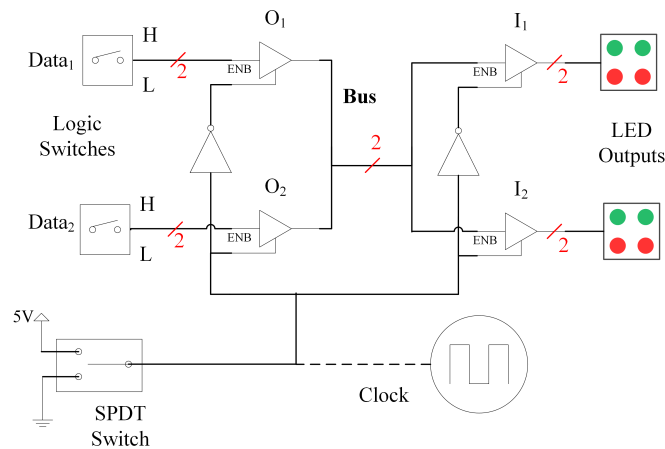 O₁
I₁
H
Data₁
2
ENB
L
Bus
ENB
2
Logic
Switches
LED
Outputs
2
O₂
I₂
H
Data₂
2
ENB
L
ENB
2
5V
Clock
SPDT
Switch